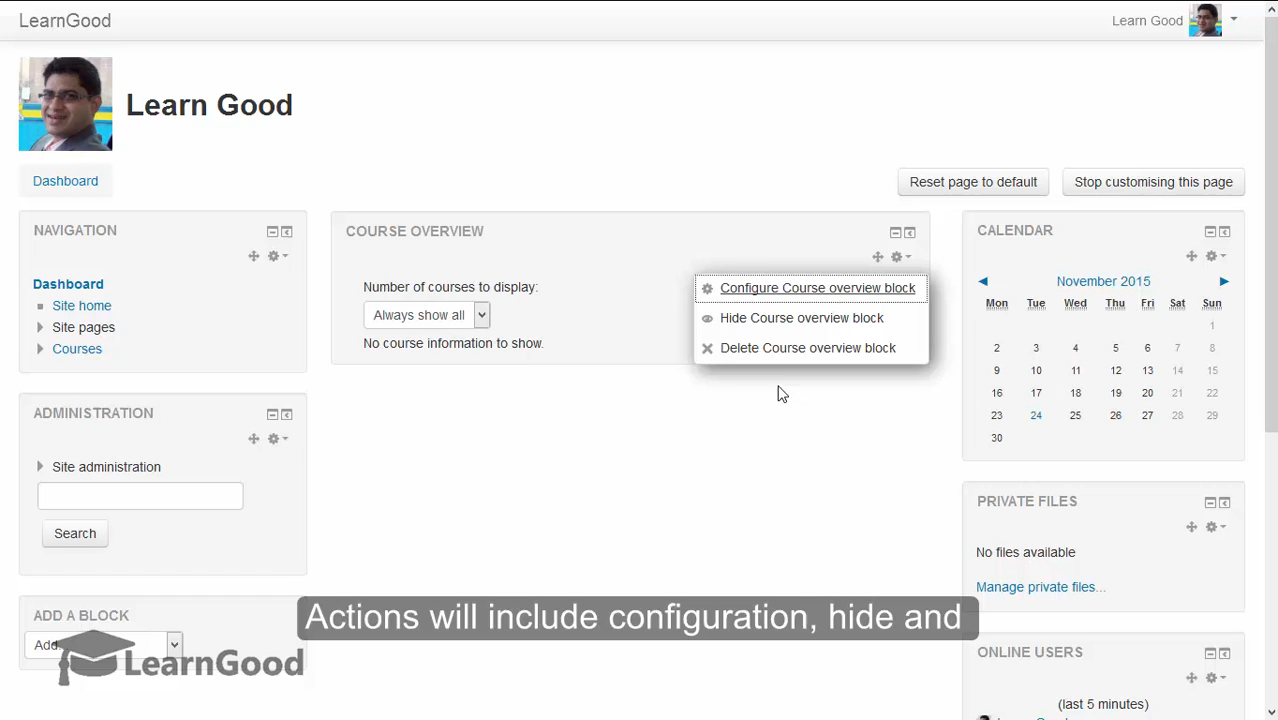 LearnGood
Learn Good
Learn Good
Dashboard
Reset page to default
Stop customising this page
NAVIGATION
Dashboard
Site home
Site pages
Courses
COURSE OVERVIEW
Number of courses to display:
Always show all
No course information to show.
Configure Course overview block
Hide Course overview block
Delete Course overview block
CALENDAR
November 2015
Mon Tue Wed Thu Fri Sat Sun
1
2 3 4 5 6 7 8
9 10 11 12 13 14 15
16 17 18 19 20 21 22
23 24 25 26 27 28 29
30
ADMINISTRATION
Site administration
Search
PRIVATE FILES
No files available
Manage private files...
ADD A BLOCK
Add
Actions will include configuration, hide and
LearnGood
ONLINE USERS
(last 5 minutes)